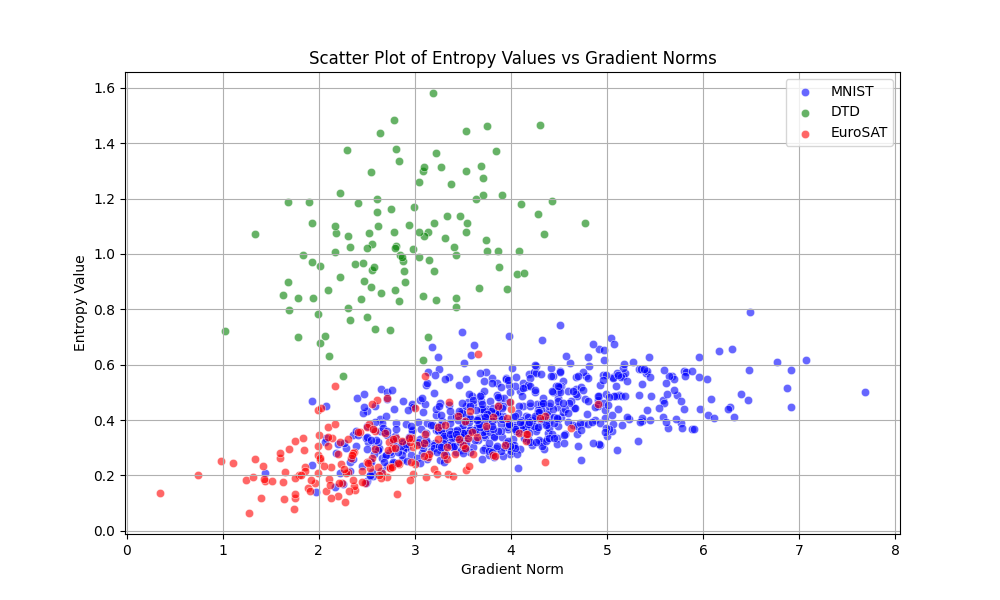 Scatter Plot of Entropy Values vs Gradient Norms
MNIST
DTD
EuroSAT
Entropy Value
1.6
1.4
1.2
1.0
0.8
0.6
0.4
0.2
0.0
0 1 2 3 4 5 6 7 8
Gradient Norm